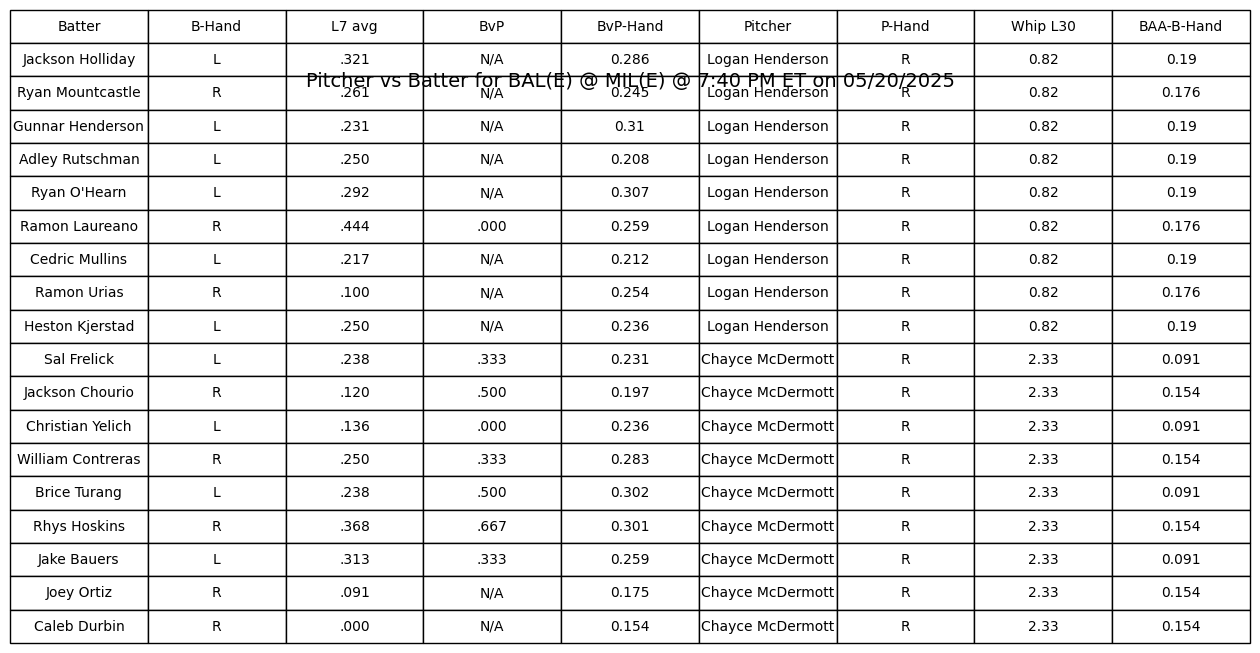 Batter B-Hand L7 avg BvP BvP-Hand Pitcher P-Hand Whip L30 BAA-B-Hand
Jackson Holliday L .321 N/A 0.286 Logan Henderson R 0.82 0.19
Pitcher vs Batter for BAL(E) @ MIL(E) @ 7:40 PM ET on 05/20/2025
Ryan Mountcastle R .261 N/A 0.245 Logan Henderson R 0.82 0.176
Gunnar Henderson L .231 N/A 0.31 Logan Henderson R 0.82 0.19
Adley Rutschman L .250 N/A 0.208 Logan Henderson R 0.82 0.19
Ryan O'Hearn L .292 N/A 0.307 Logan Henderson R 0.82 0.19
Ramon Laureano R .444 .000 0.259 Logan Henderson R 0.82 0.176
Cedric Mullins L .217 N/A 0.212 Logan Henderson R 0.82 0.19
Ramon Urias R .100 N/A 0.254 Logan Henderson R 0.82 0.176
Heston Kjerstad L .250 N/A 0.236 Logan Henderson R 0.82 0.19
Sal Frelick L .238 .333 0.231 Chayce McDermott R 2.33 0.091
Jackson Chourio R .120 .500 0.197 Chayce McDermott R 2.33 0.154
Christian Yelich L .136 .000 0.236 Chayce McDermott R 2.33 0.091
William Contreras R .250 .333 0.283 Chayce McDermott R 2.33 0.154
Brice Turang L .238 .500 0.302 Chayce McDermott R 2.33 0.091
Rhys Hoskins R .368 .667 0.301 Chayce McDermott R 2.33 0.154
Jake Bauers L .313 .333 0.259 Chayce McDermott R 2.33 0.091
Joey Ortiz R .091 N/A 0.175 Chayce McDermott R 2.33 0.154
Caleb Durbin R .000 N/A 0.154 Chayce McDermott R 2.33 0.154